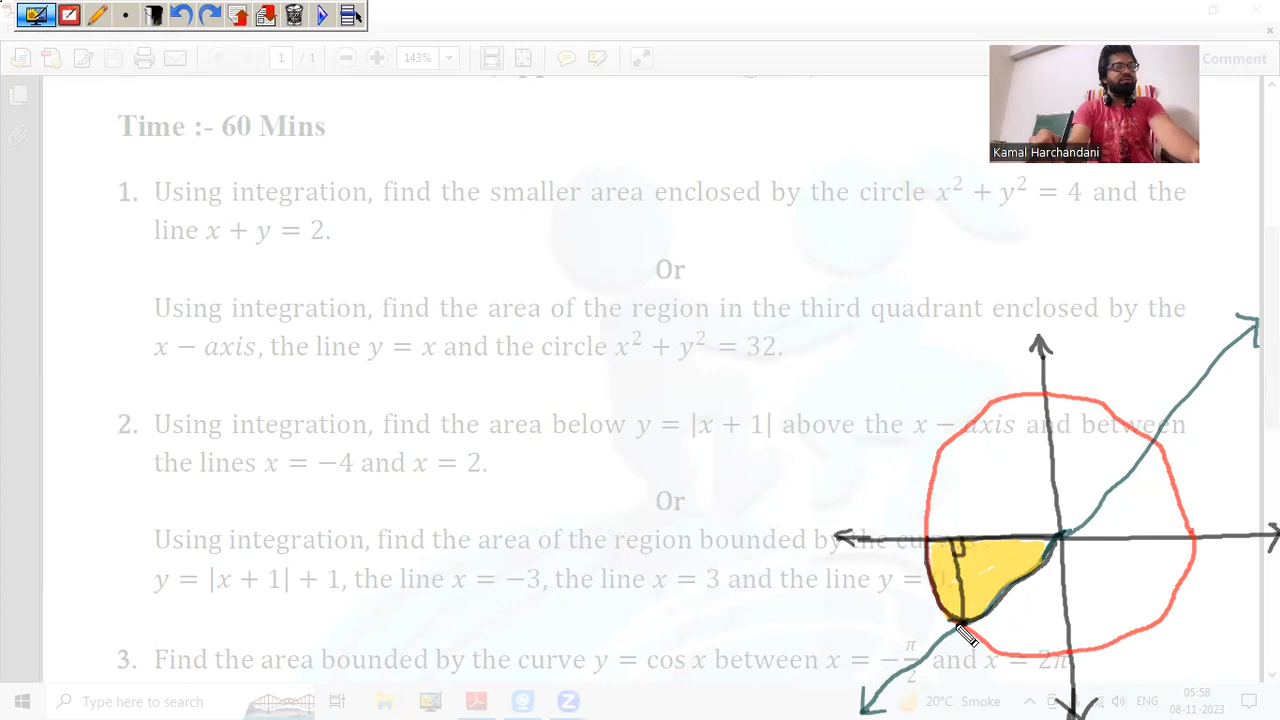 1 / 1
143%
Comment
Time :- 60 Mins
Kamal Harchandani
1. Using integration, find the smaller area enclosed by the circle x² + y² = 4 and the
line x + y = 2.
Or
Using integration, find the area of the region in the third quadrant enclosed by the
x − axis, the line y = x and the circle x² + y² = 32.
2. Using integration, find the area below y = |x + 1| above the x − axis and between
the lines x = −4 and x = 2.
Or
Using integration, find the area of the region bounded by the
y = |x + 1| + 1, the line x = −3, the line x = 3 and the line y =
3. Find the area bounded by the curve y = cos x between x = −π/2 and x = 2π
Type here to search
20°C Smoke
ENG
05:58
08-11-2023